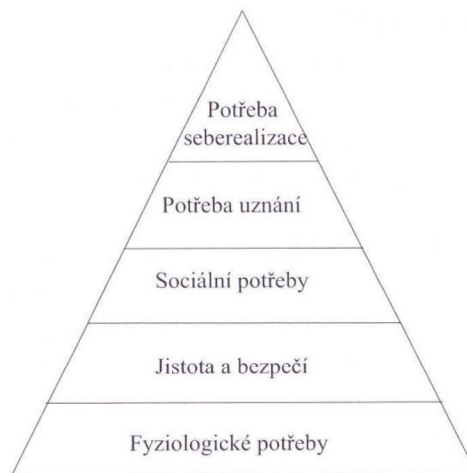 Potřeba
seberealizace
Potřeba uznání
Sociální potřeby
Jistota a bezpečí
Fyziologické potřeby